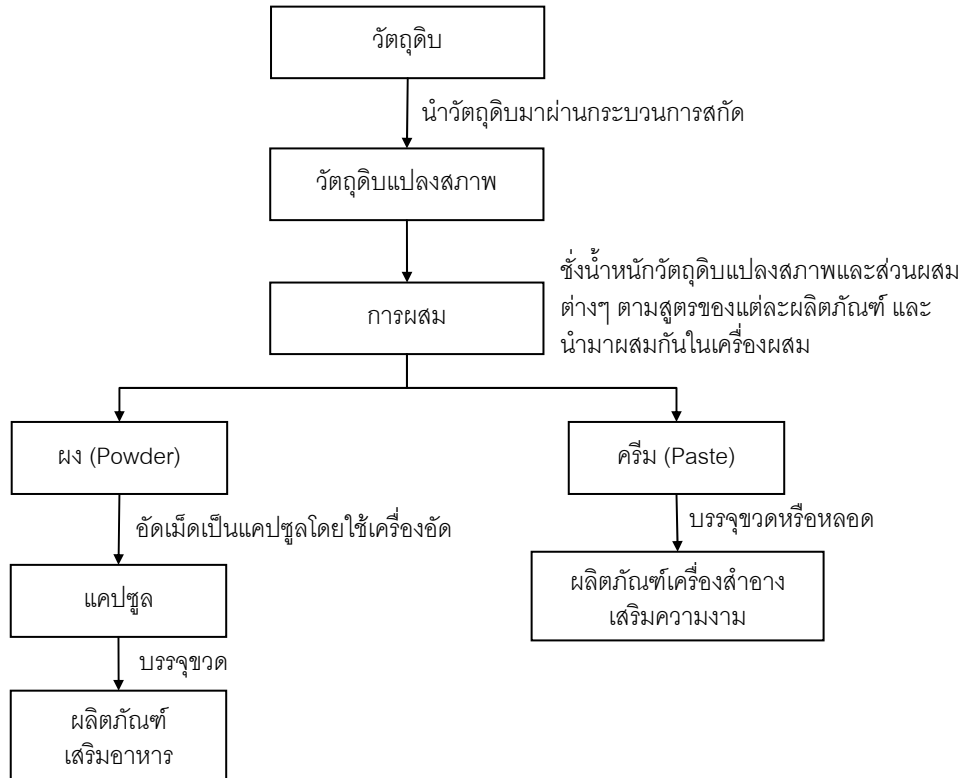 วัตถุดิบ
นำวัตถุดิบมาผ่านกระบวนการสกัด
วัตถุดิบแปลงสภาพ
ชั่งน้ำหนักวัตถุดิบแปลงสภาพและส่วนผสม
ต่างๆ ตามสูตรของแต่ละผลิตภัณฑ์ และ
นำมาผสมกันในเครื่องผสม
การผสม
ผง (Powder)
ครีม (Paste)
อัดเม็ดเป็นแคปซูลโดยใช้เครื่องอัด
บรรจุขวดหรือหลอด
แคปซูล
ผลิตภัณฑ์เครื่องสำอาง
เสริมความงาม
บรรจุขวด
ผลิตภัณฑ์
เสริมอาหาร